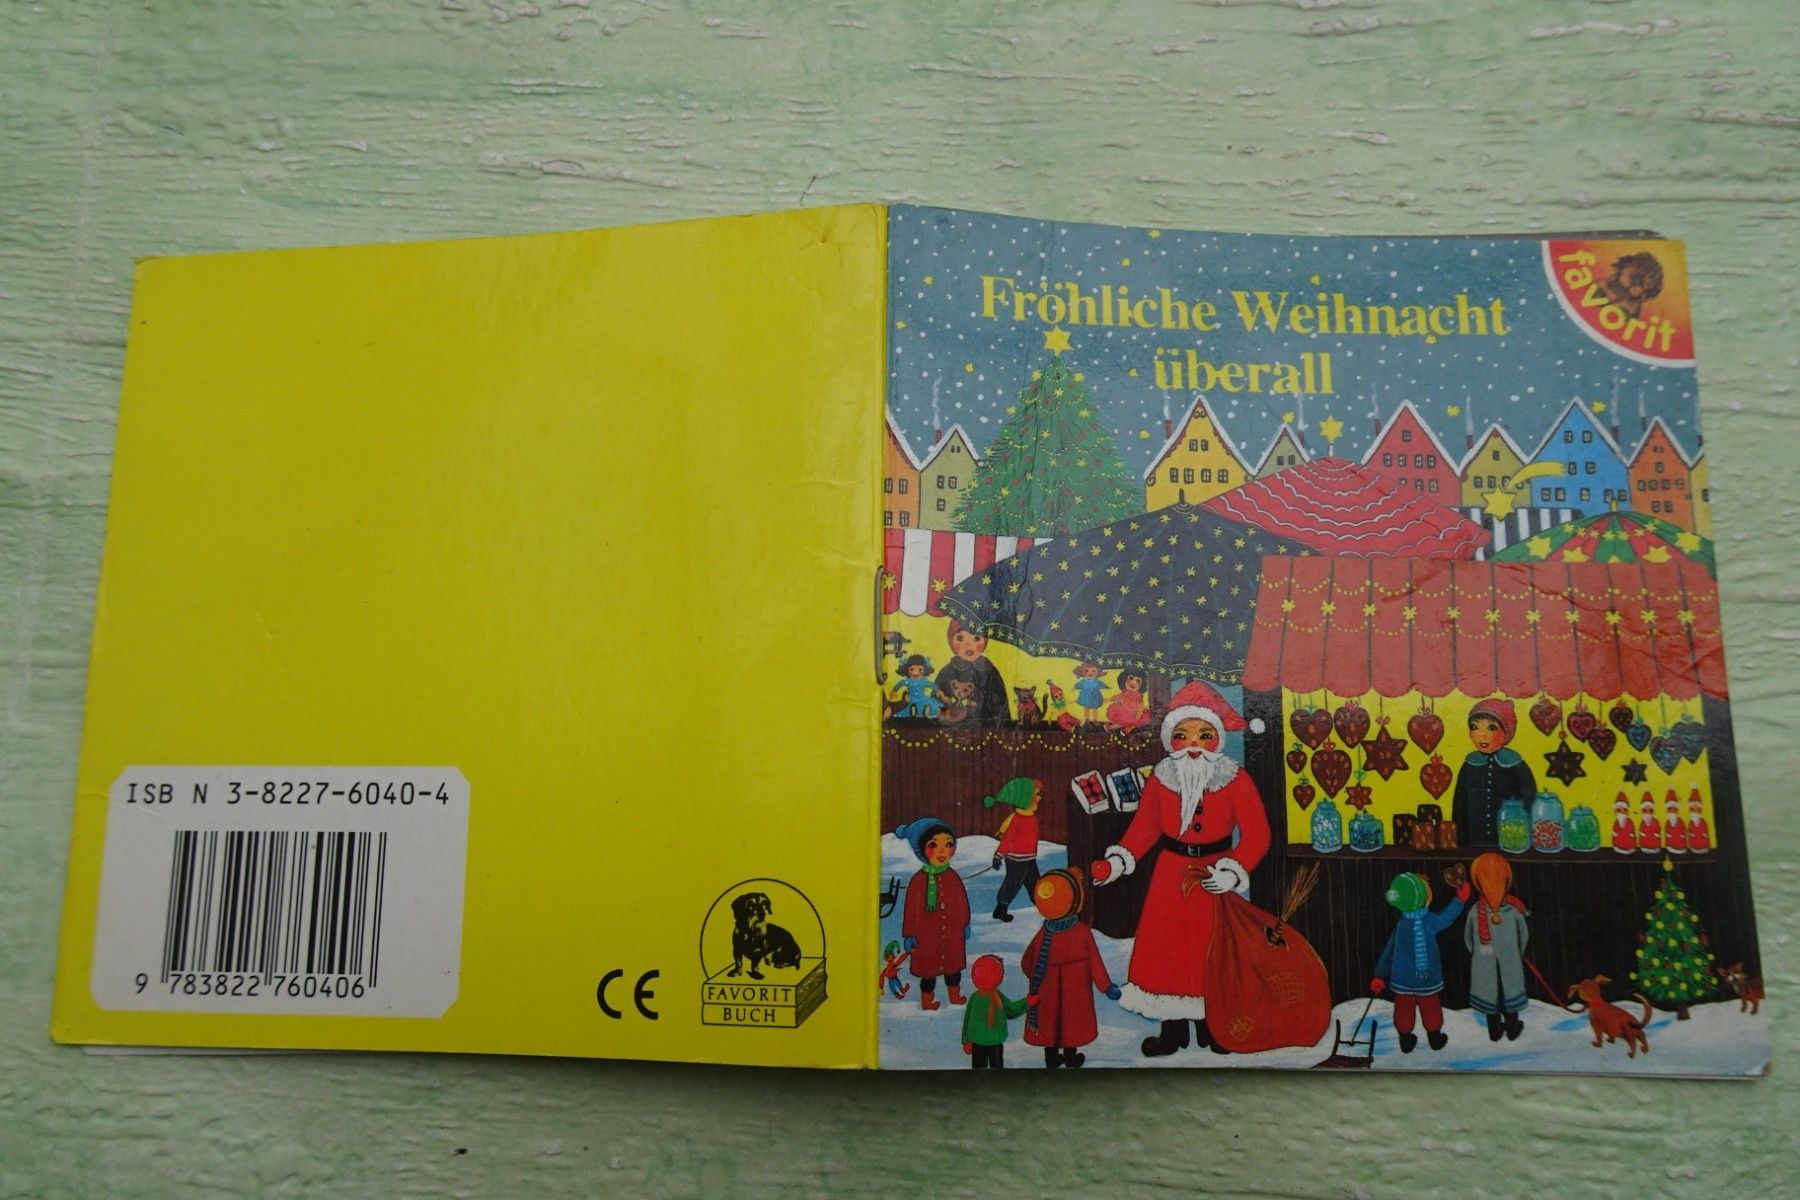 ISB N 3-8227-6040-4
9 783822 760406
CE
FAVORIT
BUCH
Fröhliche Weihnacht
überall
favorit